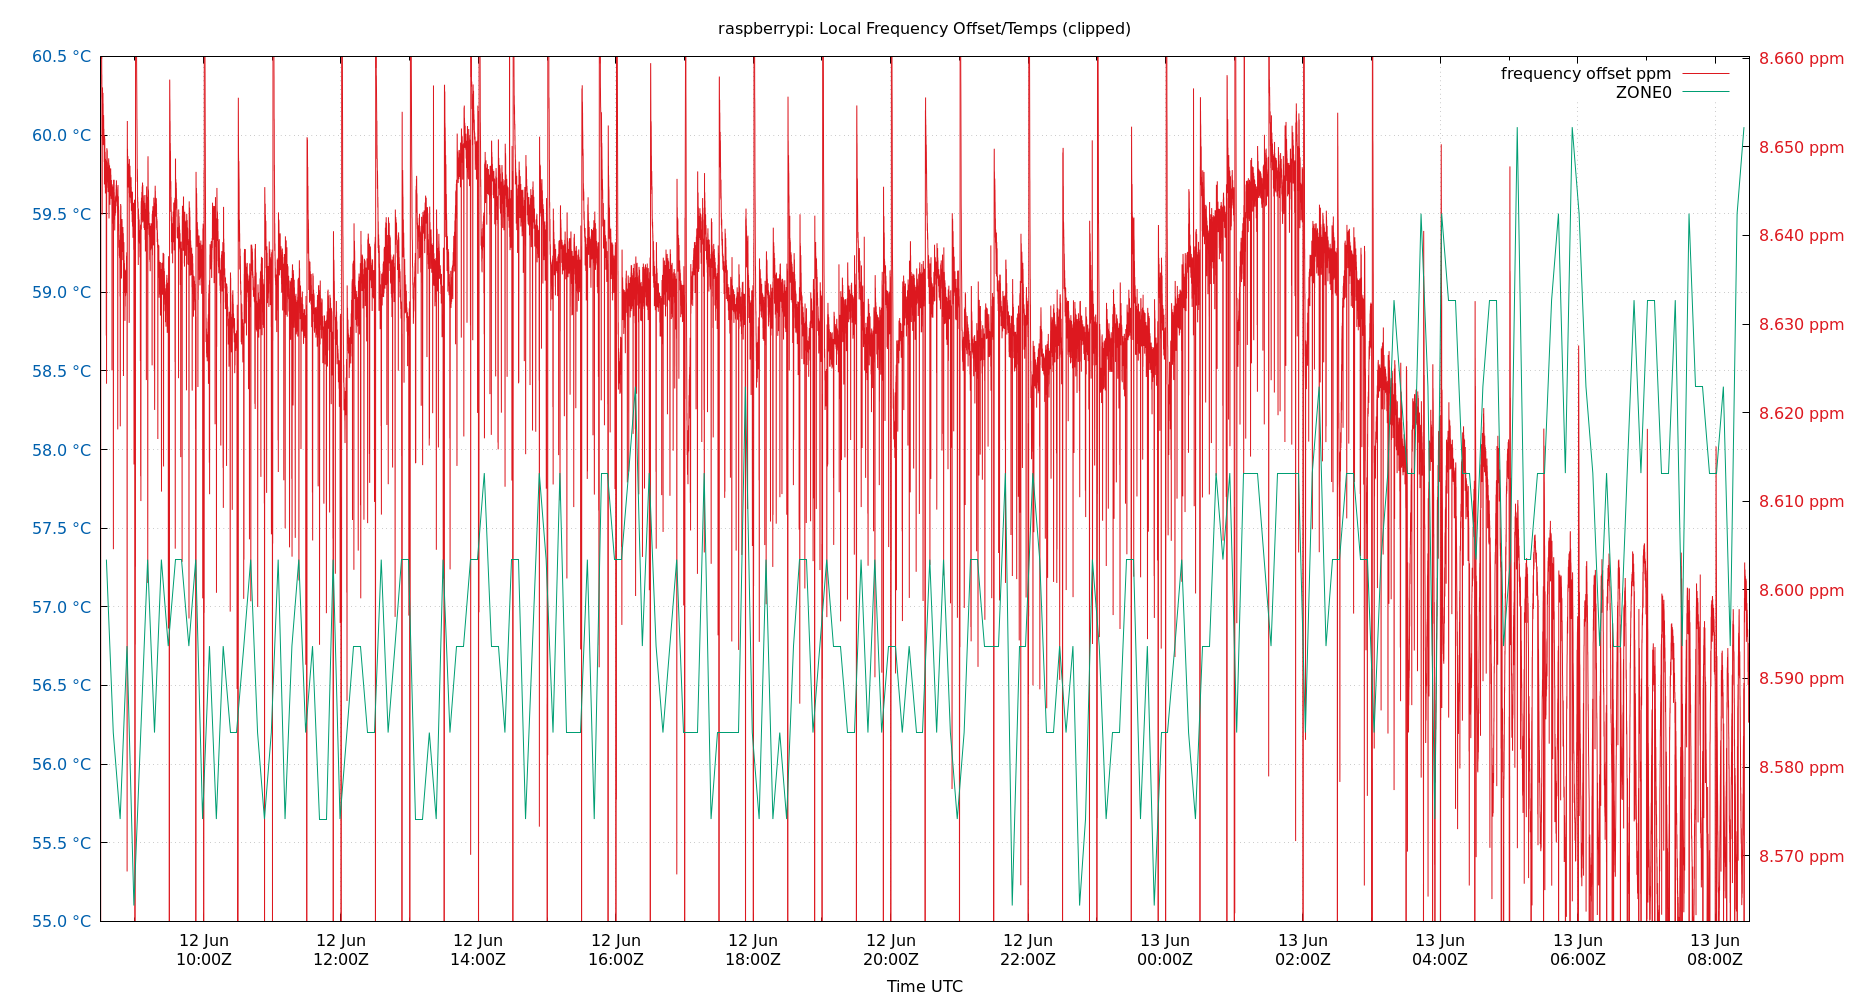 raspberrypi: Local Frequency Offset/Temps (clipped)
frequency offset ppm
ZONE0
60.5 °C
60.0 °C
59.5 °C
59.0 °C
58.5 °C
58.0 °C
57.5 °C
57.0 °C
56.5 °C
56.0 °C
55.5 °C
55.0 °C
8.660 ppm
8.650 ppm
8.640 ppm
8.630 ppm
8.620 ppm
8.610 ppm
8.600 ppm
8.590 ppm
8.580 ppm
8.570 ppm
12 Jun
10:00Z
12 Jun
12:00Z
12 Jun
14:00Z
12 Jun
16:00Z
12 Jun
18:00Z
12 Jun
20:00Z
12 Jun
22:00Z
13 Jun
00:00Z
13 Jun
02:00Z
13 Jun
04:00Z
13 Jun
06:00Z
13 Jun
08:00Z
Time UTC